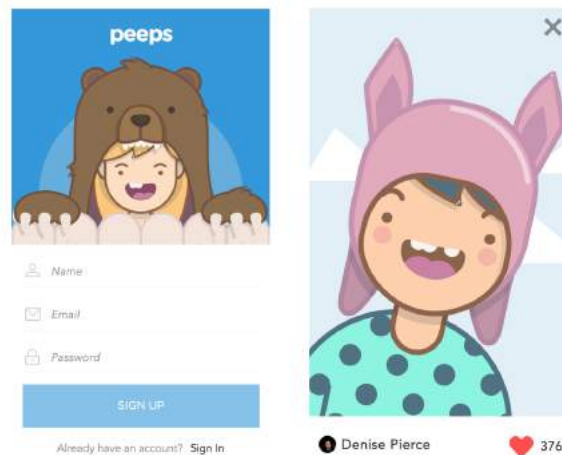 peeps
Name
Email
Password
SIGN UP
Already have an account? Sign In
Denise Pierce
376